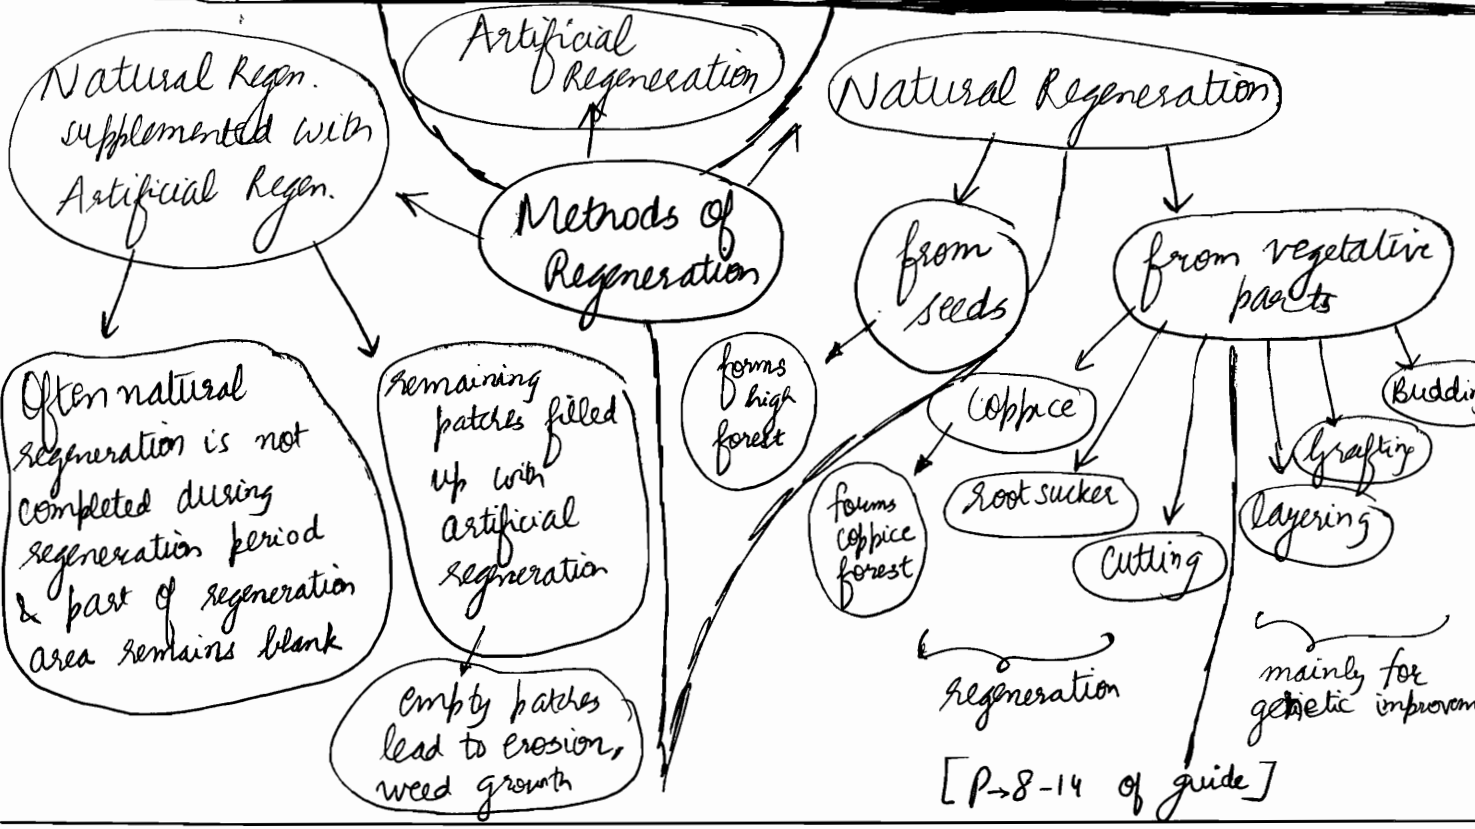 Natural Regen.
supplemented with
Artificial Regen.
Artificial
Regeneration
Natural Regeneration
Methods of
Regeneration
from
seeds
from vegetative
parts
Often natural
regeneration is not
completed during
regeneration period
& part of regeneration
area remains blank
remaining
patches filled
up with
artificial
regneration
empty patches
lead to erosion,
weed growth
forms
high
forest
Coppice
forms
coppice
forest
root sucker
Cutting
layering
Grafting
Buddin
regeneration
mainly for
genetic improvem
[P→8-14 of guide]